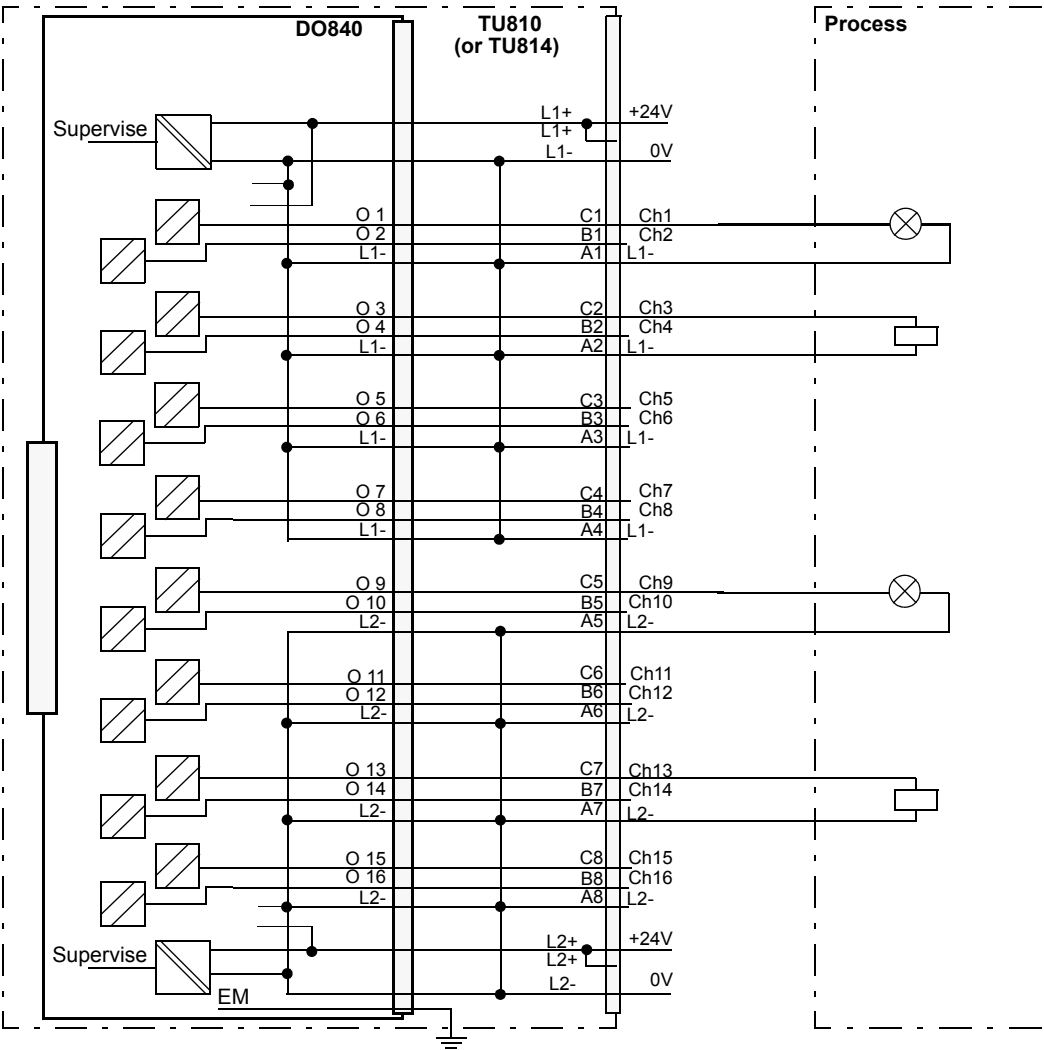 DO840
TU810
(or TU814)
Process
Supervise
L1+ +24V
L1+
L1- 0V
O 1 C1 Ch1
O 2 B1 Ch2
L1- A1 L1-
O 3 C2 Ch3
O 4 B2 Ch4
L1- A2 L1-
O 5 C3 Ch5
O 6 B3 Ch6
L1- A3 L1-
O 7 C4 Ch7
O 8 B4 Ch8
L1- A4 L1-
O 9 C5 Ch9
O 10 B5 Ch10
L2- A5 L2-
O 11 C6 Ch11
O 12 B6 Ch12
L2- A6 L2-
O 13 C7 Ch13
O 14 B7 Ch14
L2- A7 L2-
O 15 C8 Ch15
O 16 B8 Ch16
L2- A8 L2-
Supervise L2+ +24V
L2+
L2- 0V
EM